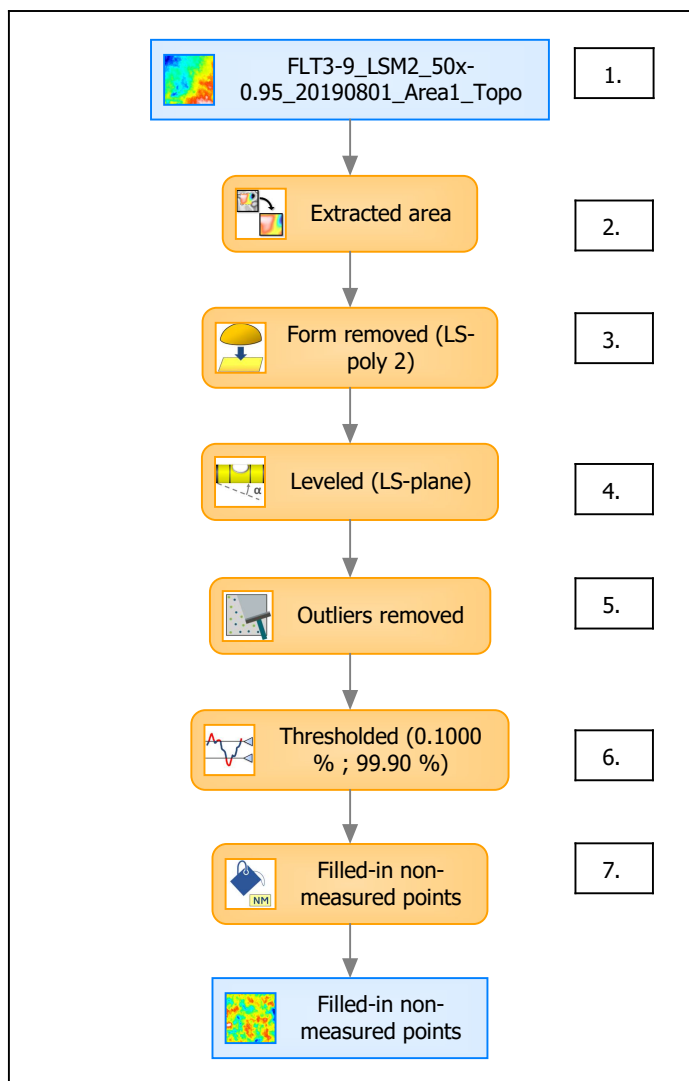 FLT3-9_LSM2_50x-
0.95_20190801_Area1_Topo
1.
Extracted area
2.
Form removed (LS-
poly 2)
3.
Leveled (LS-plane)
α
4.
Outliers removed
5.
Thresholded (0.1000
% ; 99.90 %)
6.
Filled-in non-
measured points
NM
7.
Filled-in non-
measured points